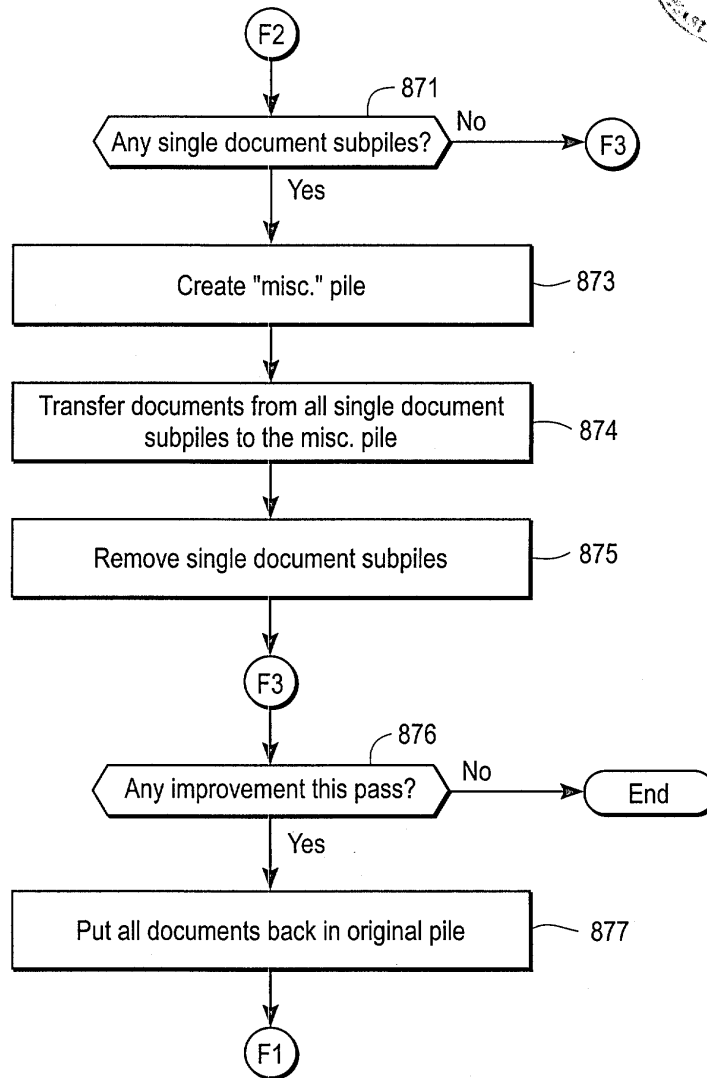 F2
871
Any single document subpiles?
No
F3
Yes
Create "misc." pile
873
Transfer documents from all single document
subpiles to the misc. pile
874
Remove single document subpiles
875
F3
876
Any improvement this pass?
No
End
Yes
Put all documents back in original pile
877
F1